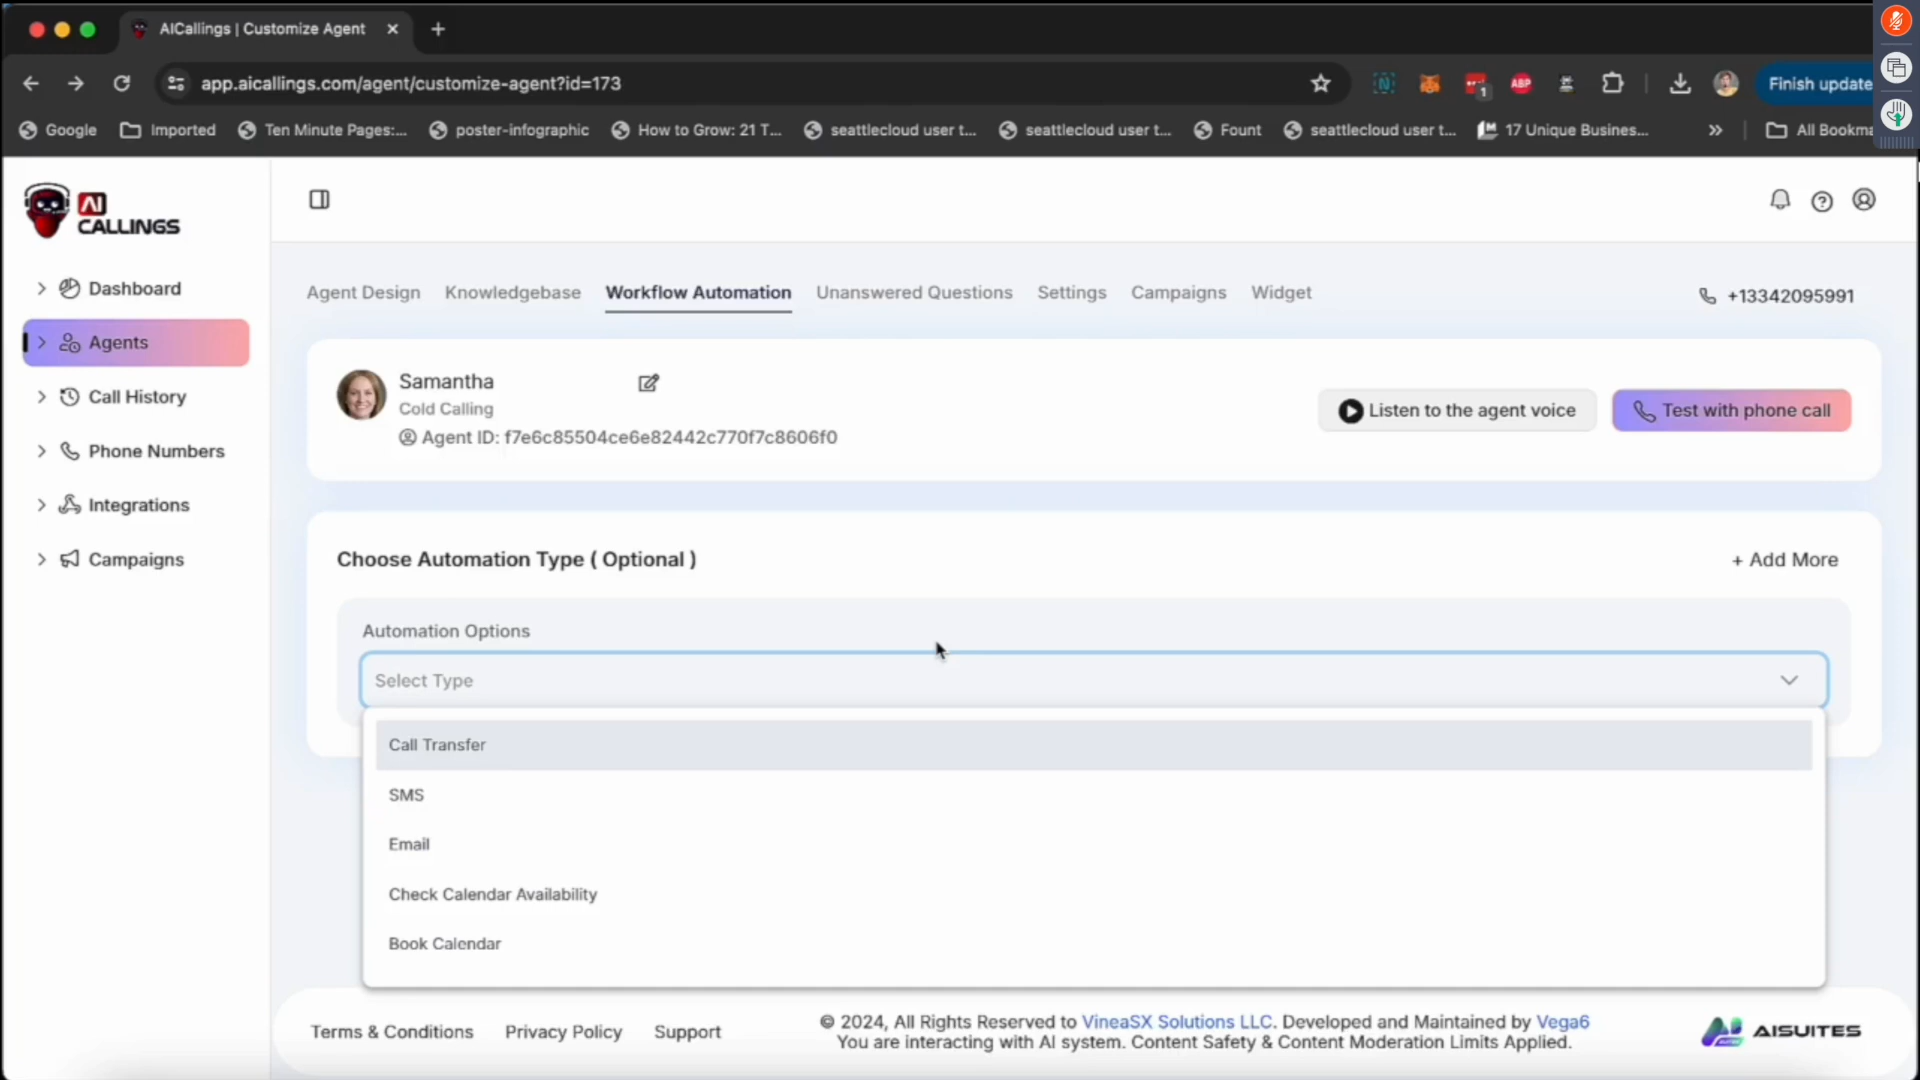 AICallings | Customize Agent
app.aicallings.com/agent/customize-agent?id=173
1
ABP
Finish update
Google
Imported
Ten Minute Pages:...
poster-infographic
How to Grow: 21 T...
seattlecloud user t...
seattlecloud user t...
Fount
seattlecloud user t...
17 Unique Busines...
All Bookma
AI
CALLINGS
Dashboard
Agents
Call History
Phone Numbers
Integrations
Campaigns
Agent Design
Knowledgebase
Workflow Automation
Unanswered Questions
Settings
Campaigns
Widget
+13342095991
Samantha
Cold Calling
Agent ID: f7e6c85504ce6e82442c770f7c8606f0
Listen to the agent voice
Test with phone call
Choose Automation Type ( Optional )
+ Add More
Automation Options
Select Type
Call Transfer
SMS
Email
Check Calendar Availability
Book Calendar
Terms & Conditions
Privacy Policy
Support
© 2024, All Rights Reserved to VineaSX Solutions LLC. Developed and Maintained by Vega6
You are interacting with AI system. Content Safety & Content Moderation Limits Applied.
AISUITES